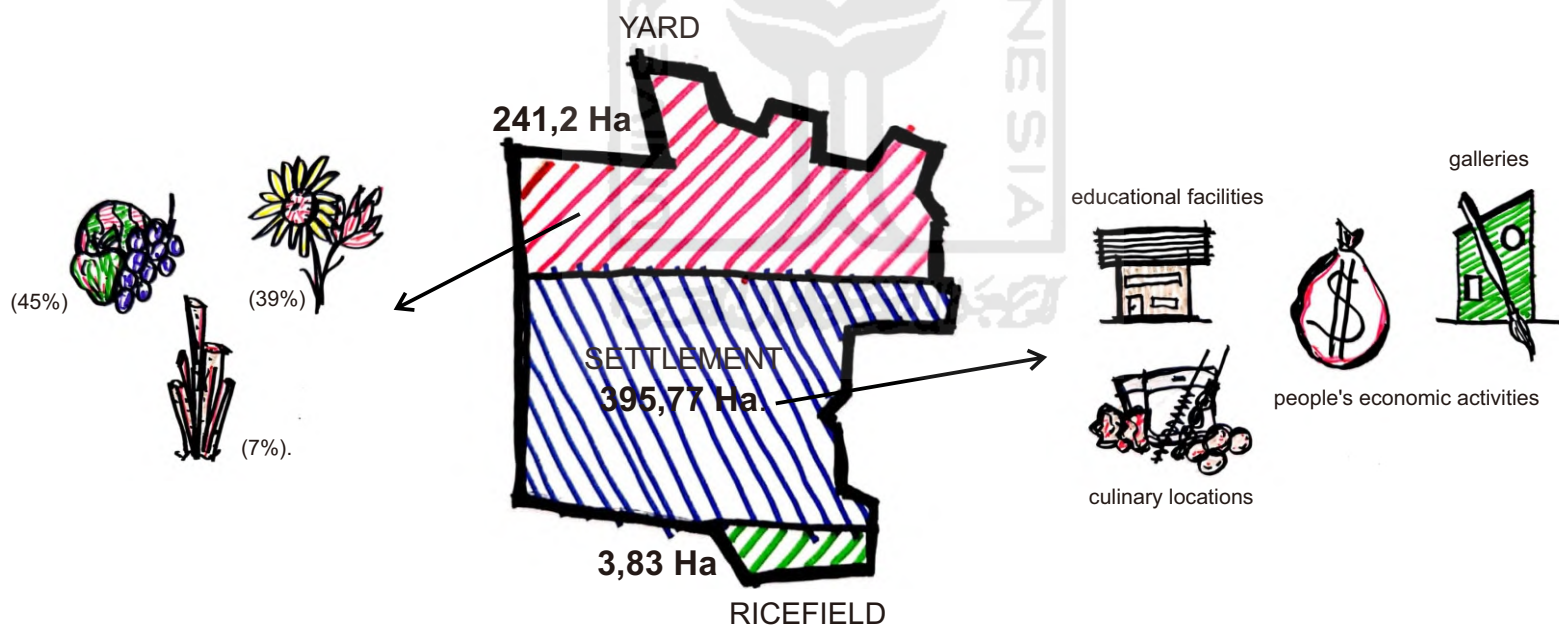 YARD
241,2 Ha
galleries
educational facilities
(45%)
(39%)
SETTLEMENT
395,77 Ha.
people's economic activities
(7%).
culinary locations
3,83 Ha
RICEFIELD
NESIA